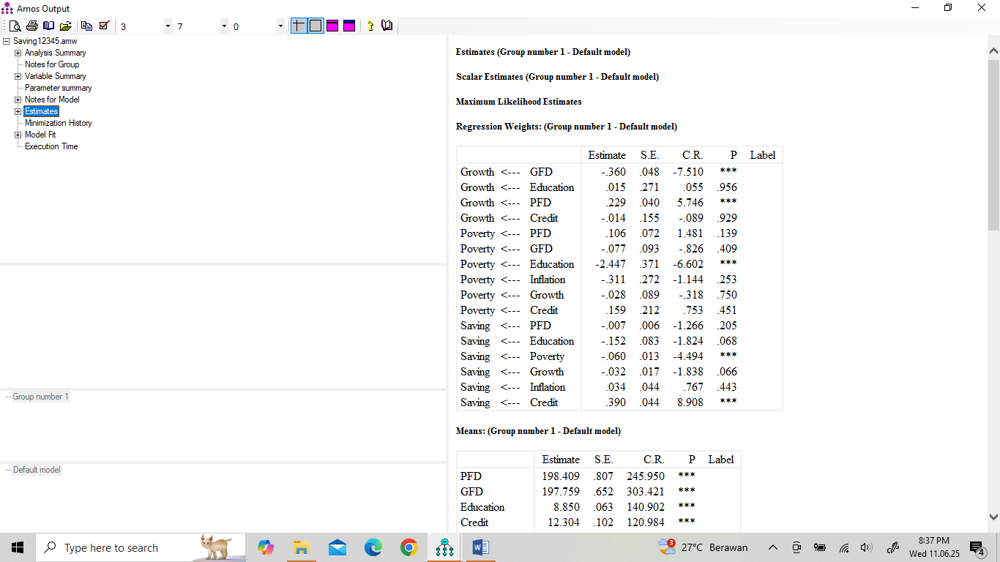 Amos Output
3 7 0
Saving12345.amw
Analysis Summary
Notes for Group
Variable Summary
Parameter summary
Notes for Model
Estimates
Minimization History
Model Fit
Execution Time
Group number 1
Default model
Estimates (Group number 1 - Default model)
Scalar Estimates (Group number 1 - Default model)
Maximum Likelihood Estimates
Regression Weights: (Group number 1 - Default model)
Estimate S.E. C.R. P Label
Growth <--- GFD -.360 .048 -7.510 ***
Growth <--- Education .015 .271 .055 .956
Growth <--- PFD .229 .040 5.746 ***
Growth <--- Credit -.014 .155 -.089 .929
Poverty <--- PFD .106 .072 1.481 .139
Poverty <--- GFD -.077 .093 -.826 .409
Poverty <--- Education -2.447 .371 -6.602 ***
Poverty <--- Inflation -.311 .272 -1.144 .253
Poverty <--- Growth -.028 .089 -.318 .750
Poverty <--- Credit .159 .212 .753 .451
Saving <--- PFD -.007 .006 -1.266 .205
Saving <--- Education -.152 .083 -1.824 .068
Saving <--- Poverty -.060 .013 -4.494 ***
Saving <--- Growth -.032 .017 -1.838 .066
Saving <--- Inflation .034 .044 .767 .443
Saving <--- Credit .390 .044 8.908 ***
Means: (Group number 1 - Default model)
Estimate S.E. C.R. P Label
PFD 198.409 .807 245.950 ***
GFD 197.759 .652 303.421 ***
Education 8.850 .063 140.902 ***
Credit 12.304 .102 120.984 ***
Type here to search
3
27°C Berawan
8:37 PM
Wed 11.06.25
4